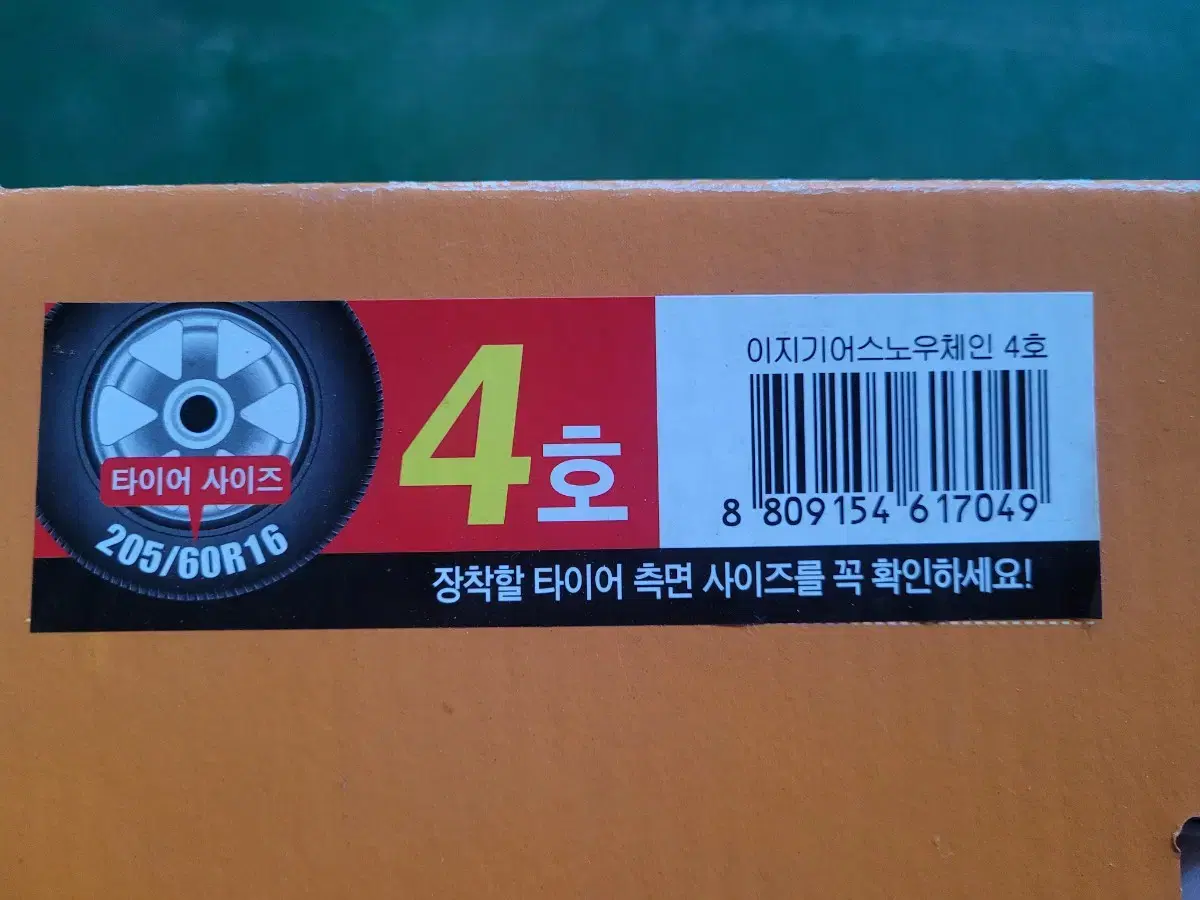 타이어 사이즈
205/60R16
4호
이지기어스노우체인 4호
8 809154 617049
장착할 타이어 측면 사이즈를 꼭 확인하세요!